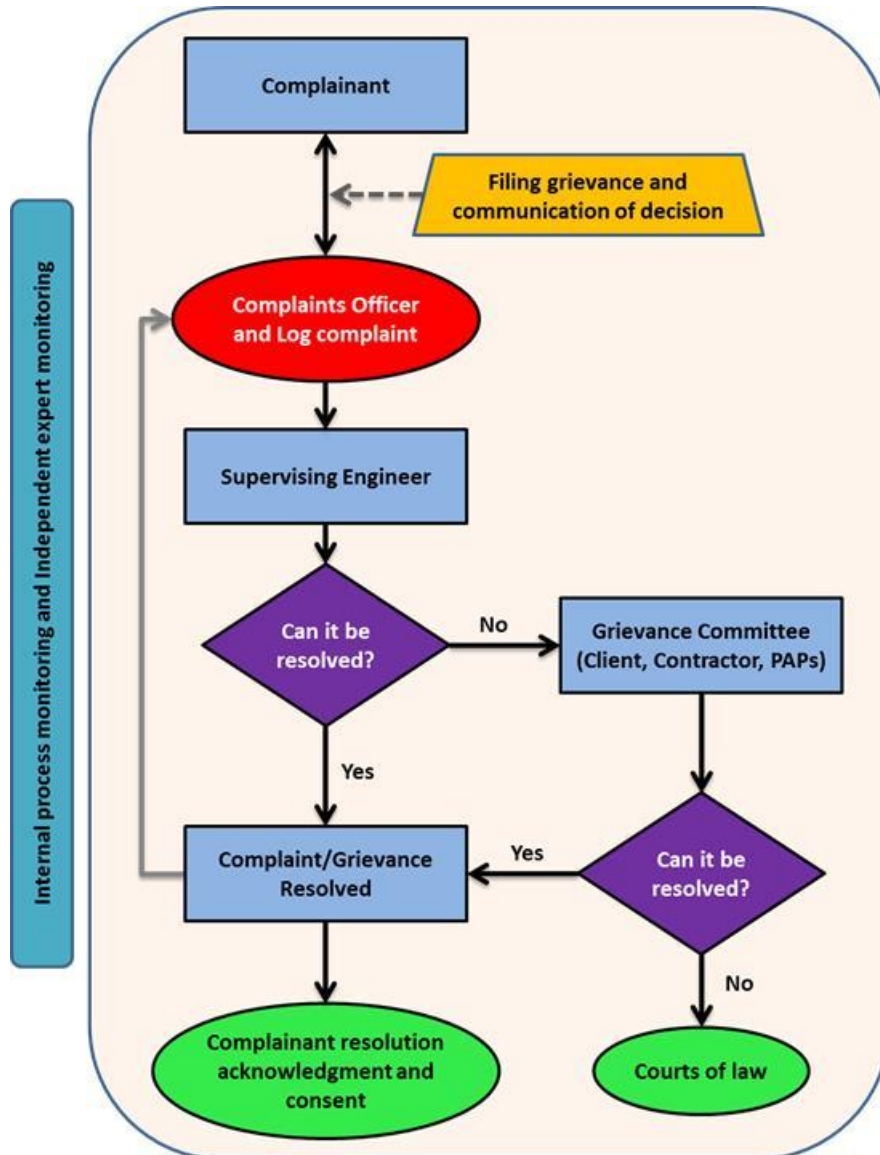 Complainant
Filing grievance and
communication of decision
Internal process monitoring and Independent expert monitoring
Complaints Officer
and Log complaint
Supervising Engineer
Can it be
resolved?
No
Grievance Committee
(Client, Contractor, PAPs)
Yes
Complaint/Grievance
Resolved
Yes
Can it be
resolved?
No
Complainant resolution
acknowledgment and
consent
Courts of law